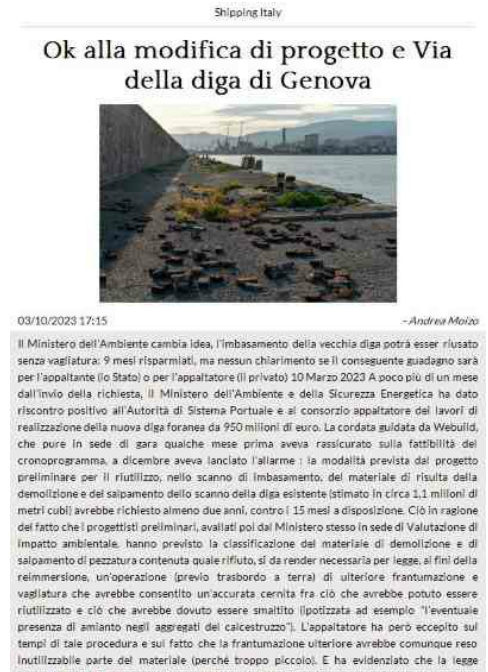 Shipping Italy
Ok alla modifica di progetto e Via
della diga di Genova
03/10/2023 17:15
- Andrea Moizo
Il Ministero dell'Ambiente cambia idea, l'imbasamento della vecchia diga potrà esser riusato
senza vagliatura: 9 mesi risparmiati, ma nessun chiarimento se il conseguente guadagno sarà
per l'appaltante (lo Stato) o per l'appaltatore (il privato) 10 Marzo 2023 A poco più di un mese
dall'invio della richiesta, il Ministero dell'Ambiente e della Sicurezza Energetica ha dato
riscontro positivo all'Autorità di Sistema Portuale e al consorzio appaltatore dei lavori di
realizzazione della nuova diga foranea da 950 milioni di euro. La cordata guidata da Webuild,
che pure in sede di gara qualche mese prima aveva rassicurato sulla fattibilità del
cronoprogramma, a dicembre aveva lanciato l'allarme : la modalità prevista dal progetto
preliminare per il riutilizzo, nello scanno di imbasamento, del materiale di risulta della
demolizione e del salpamento dello scanno della diga esistente (stimato in circa 1,1 milioni di
metri cubi) avrebbe richiesto almeno due anni, contro i 15 mesi a disposizione. Ciò in ragione
del fatto che i progettisti preliminari, avallati poi dal Ministero stesso in sede di Valutazione di
impatto ambientale, hanno previsto la classificazione del materiale di demolizione e di
salpamento di pezzatura contenuta quale rifiuto, sì da render necessaria per legge, ai fini della
reimmersione, un'operazione (previo trasbordo a terra) di ulteriore frantumazione e
vagliatura che avrebbe consentito un'accurata cernita fra ciò che avrebbe potuto essere
riutilizzato e ciò che avrebbe dovuto essere smaltito (ipotizzata ad esempio "l'eventuale
presenza di amianto negli aggregati del calcestruzzo"). L'appaltatore ha però eccepito sui
tempi di tale procedura e sul fatto che la frantumazione ulteriore avrebbe comunque reso
inutilizzabile parte del materiale (perché troppo piccolo). E ha evidenziato che la legge